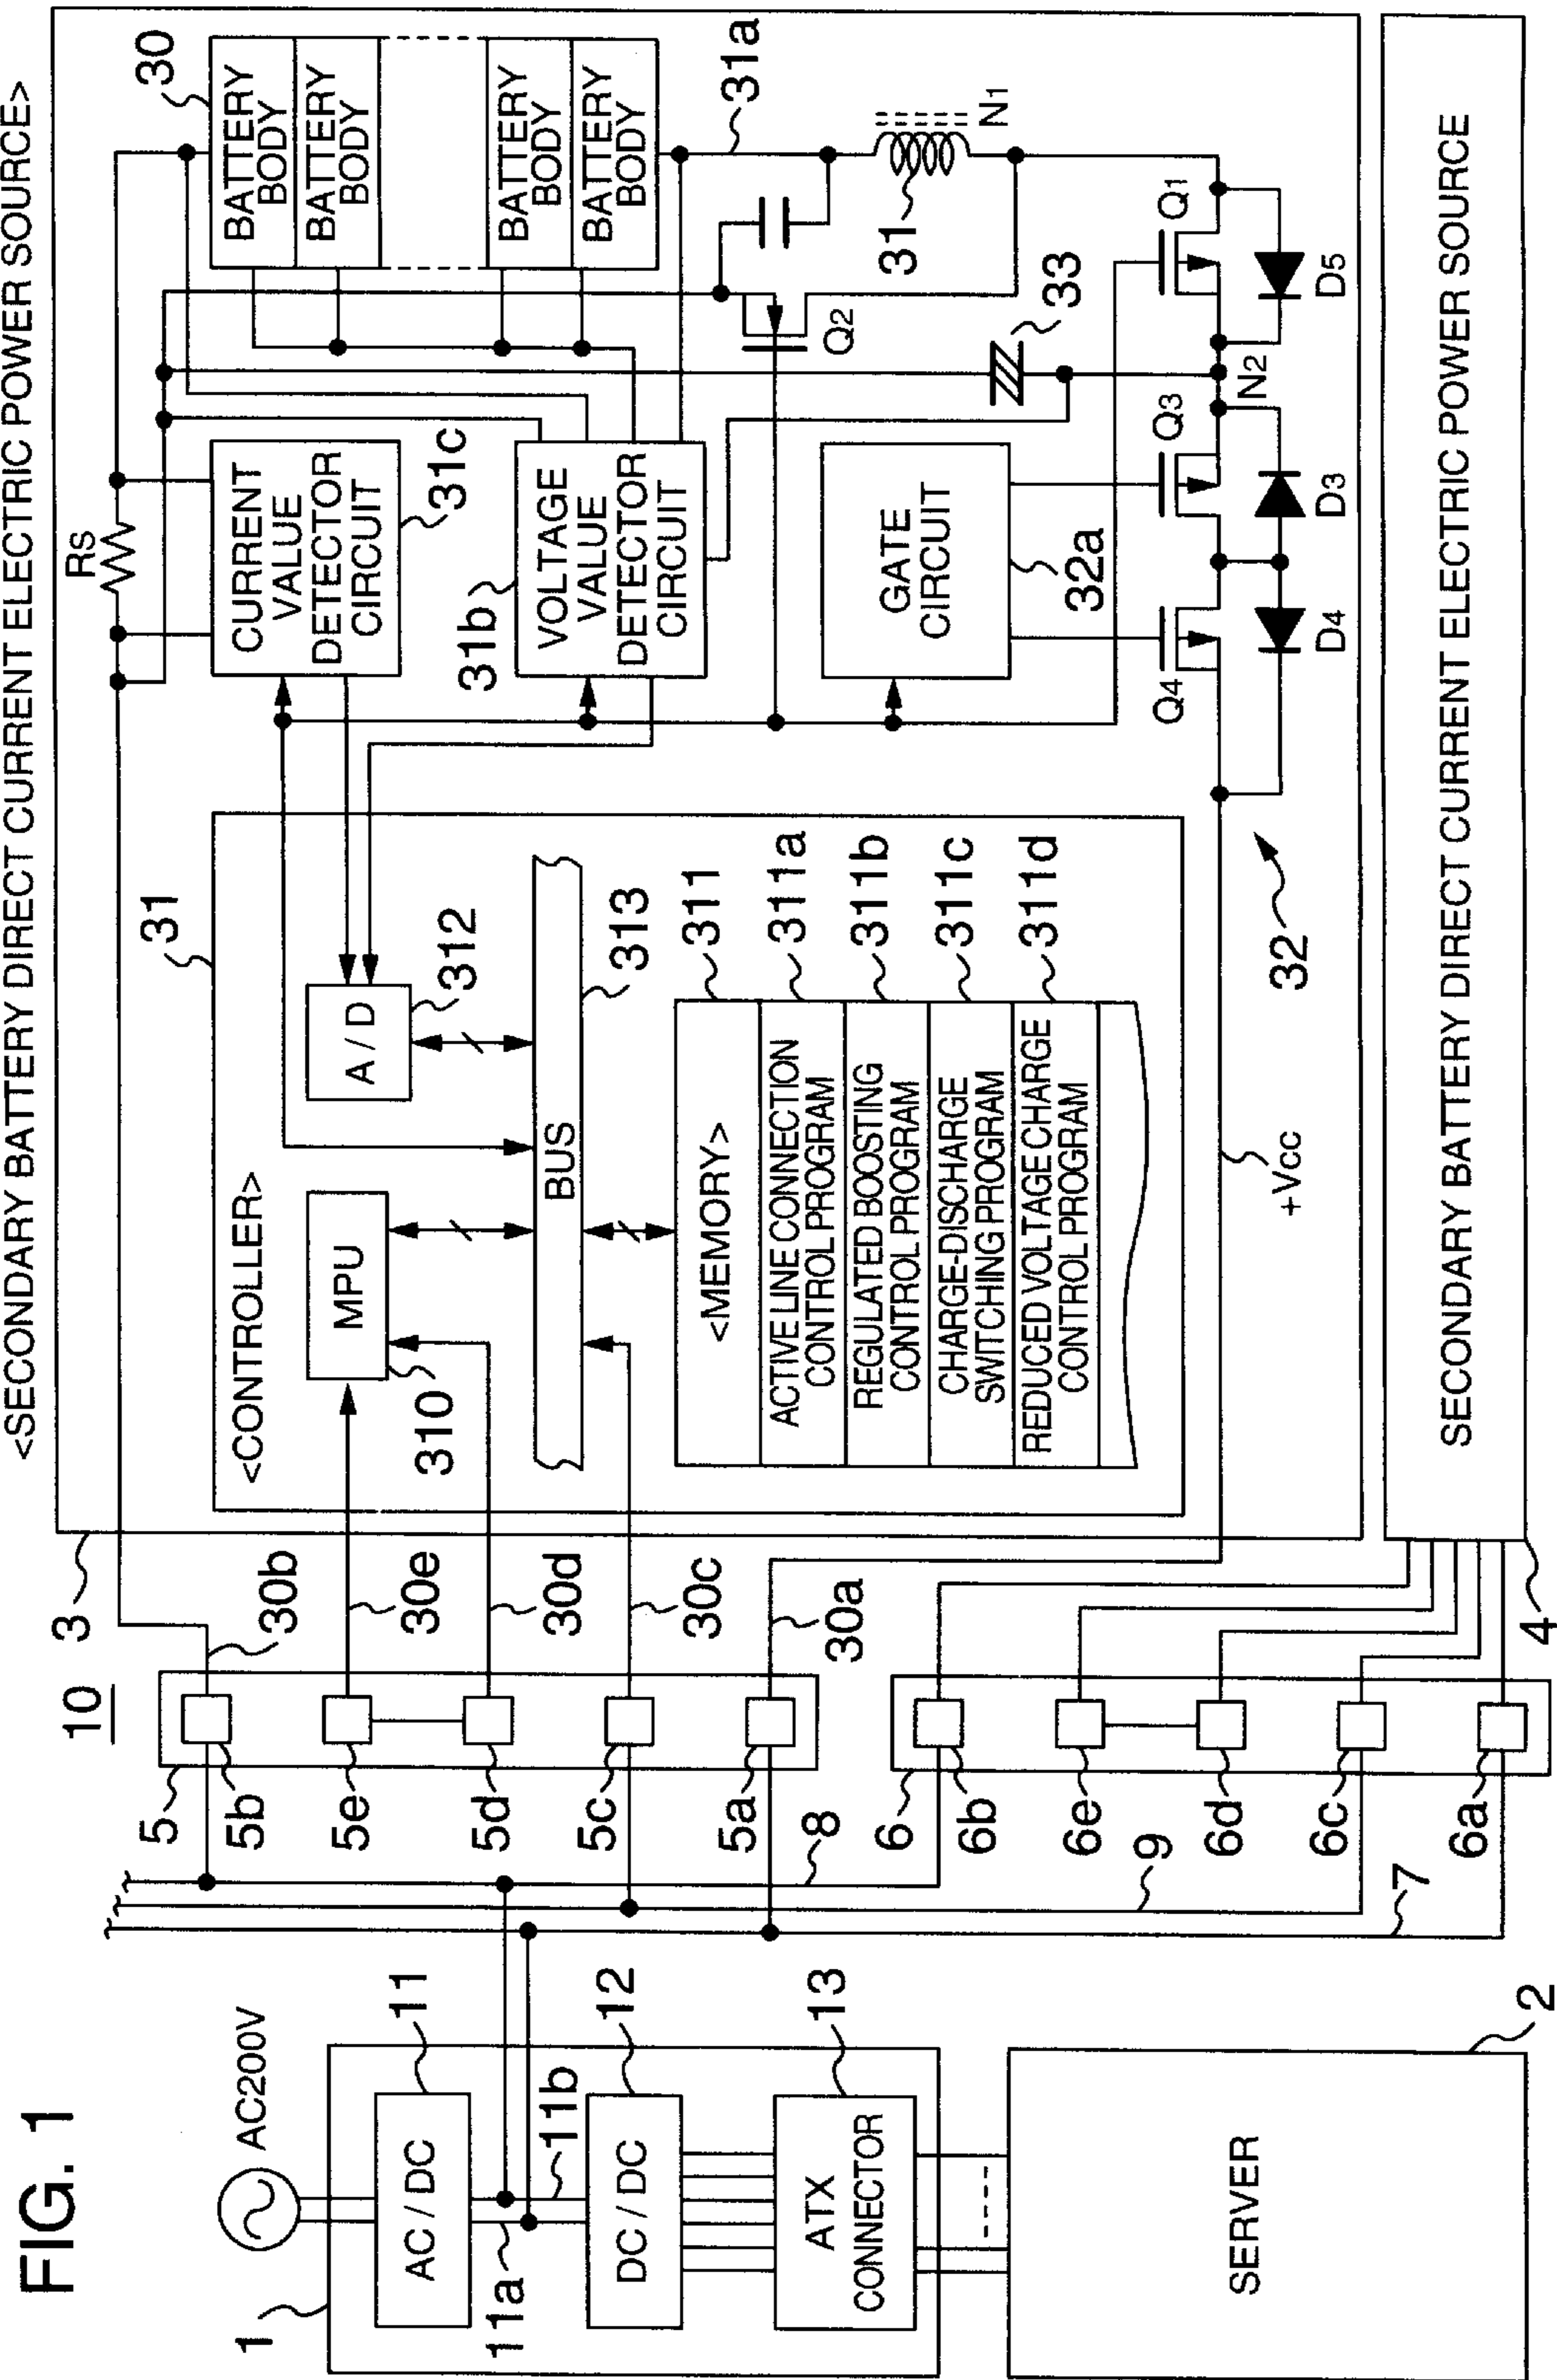 FIG. 1
<SECONDARY BATTERY DIRECT CURRENT ELECTRIC POWER SOURCE>
10
3
AC200V
1
11
AC / DC
11a
11b
12
DC / DC
13
ATX
CONNECTOR
SERVER
2
5
5b
5e
5d
5c
5a
8
6
6b
6e
6d
6c
6a
9
7
30b
30e
30d
30c
30a
4
31
<CONTROLLER>
MPU
310
A / D
312
BUS
313
<MEMORY>
311
ACTIVE LINE CONNECTION
CONTROL PROGRAM
311a
REGULATED BOOSTING
CONTROL PROGRAM
311b
CHARGE-DISCHARGE
SWITCHING PROGRAM
311c
REDUCED VOLTAGE CHARGE
CONTROL PROGRAM
311d
+Vcc
32
Rs
CURRENT
VALUE
DETECTOR
CIRCUIT
31c
31b
VOLTAGE
VALUE
DETECTOR
CIRCUIT
GATE
CIRCUIT
32a
30
BATTERY
BODY
BATTERY
BODY
BATTERY
BODY
BATTERY
BODY
31a
31
N1
Q2
33
Q4
Q3
N2
Q1
D4
D3
D5
SECONDARY BATTERY DIRECT CURRENT ELECTRIC POWER SOURCE